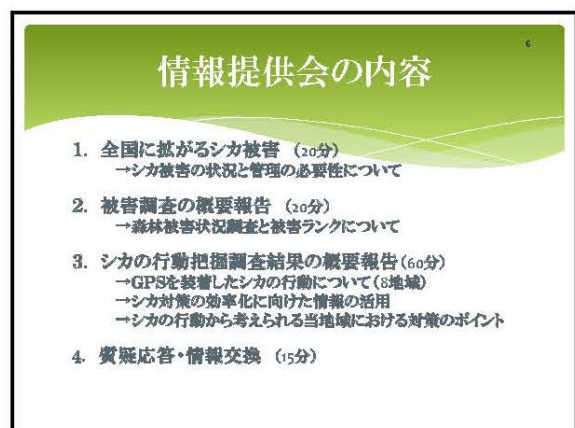 6
情報提供会の内容
1. 全国に拡がるシカ被害 （20分）
→シカ被害の状況と管理の必要性について
2. 被害調査の概要報告 （20分）
→森林被害状況調査と被害ランクについて
3. シカの行動把握調査結果の概要報告（60分）
→GPSを装着したシカの行動について（8地域）
→シカ対策の効率化に向けた情報の活用
→シカの行動から考えられる当地域における対策のポイント
4. 質疑応答・情報交換 （15分）